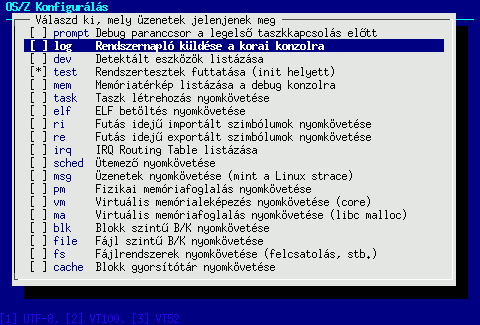 OS/Z Konfigurálás
Válaszd ki, mely üzenetek jelenjenek meg
[ ] prompt Debug parancsor a legelső taszkkapcsolás előtt
[ ] log Rendszernapló küldése a korai konzolra
[ ] dev Detektált eszközök listázása
[*] test Rendszertesztek futtatása (init helyett)
[ ] mem Memóriatérkép listázása a debug konzolra
[ ] task Taszk létrehozás nyomkövetése
[ ] elf ELF betöltés nyomkövetése
[ ] ri Futás idejű importált szimbólumok nyomkövetése
[ ] re Futás idejű exportált szimbólumok nyomkövetése
[ ] irq IRQ Routing Table listázása
[ ] sched Ütemező nyomkövetése
[ ] msg Üzenetek nyomkövetése (mint a Linux strace)
[ ] pm Fizikai memóriafoglalás nyomkövetése
[ ] vm Virtuális memórialeképezés nyomkövetése (core)
[ ] ma Virtuális memóriafoglalás nyomkövetése (libc malloc)
[ ] blk Blokk szintű B/K nyomkövetése
[ ] file Fájl szintű B/K nyomkövetése
[ ] fs Fájlrendszerek nyomkövetése (felcsatolás, stb.)
[ ] cache Blokk gyorsítótár nyomkövetése
[1] UTF-8, [2] VT100, [3] VT52